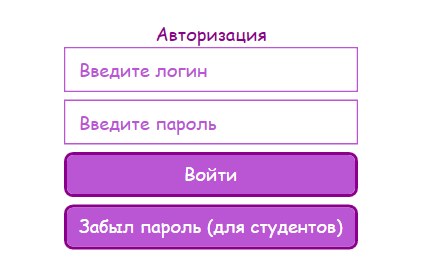 Авторизация
Введите логин
Введите пароль
Войти
Забыл пароль (для студентов)